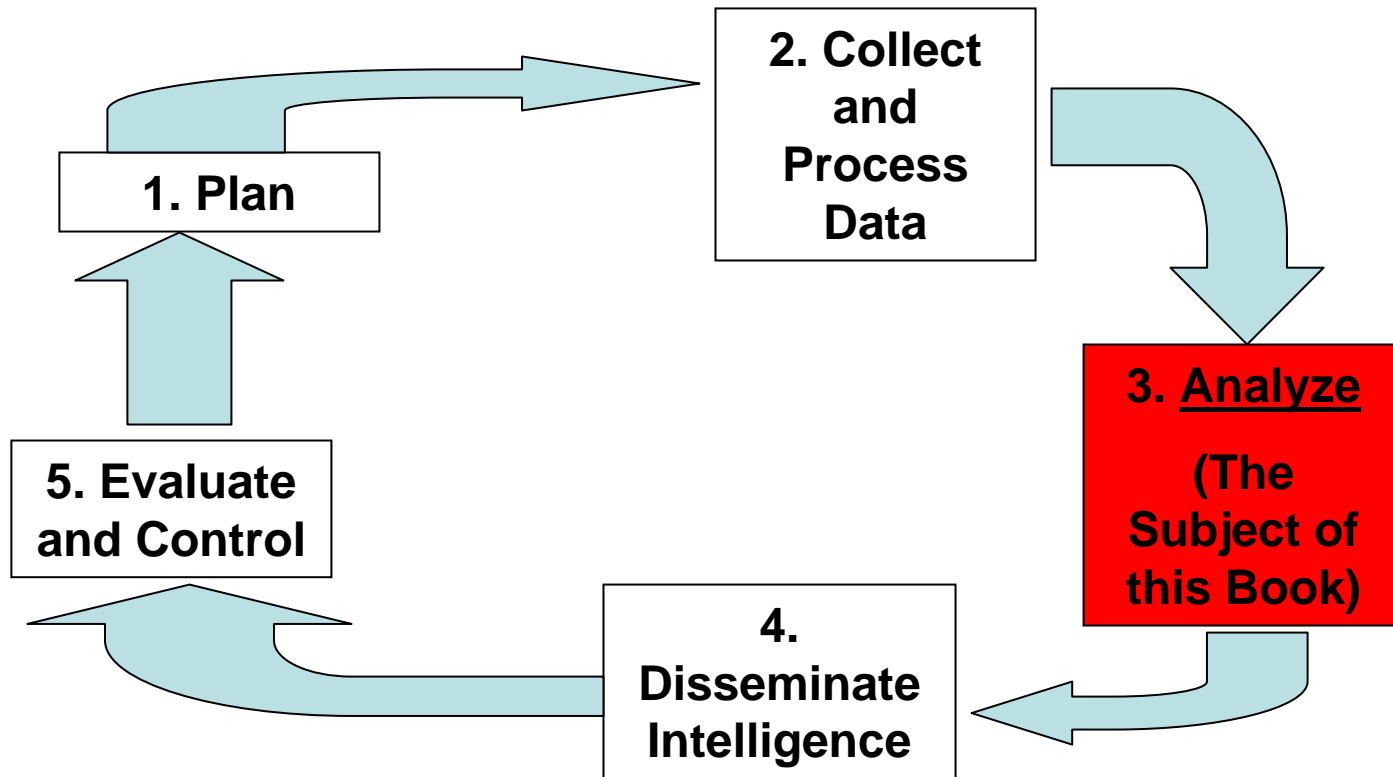 1. Plan
2. Collect
and
Process
Data
3. Analyze
(The
Subject of
this Book)
4.
Disseminate
Intelligence
5. Evaluate
and Control